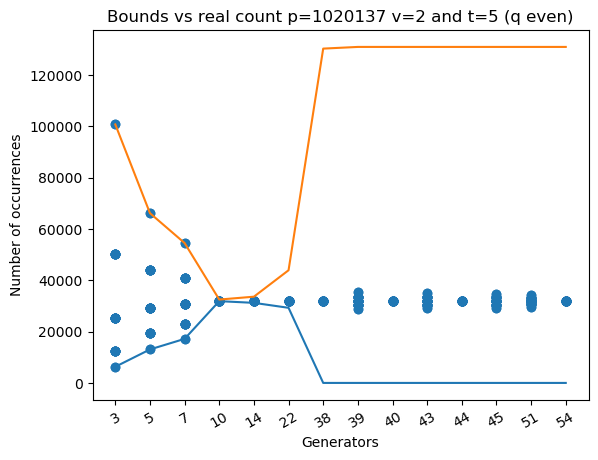 Bounds vs real count p=1020137 v=2 and t=5 (q even)
Number of occurrences
120000
100000
80000
60000
40000
20000
0
3 5 7 10 14 22 38 39 40 43 44 45 51 54
Generators